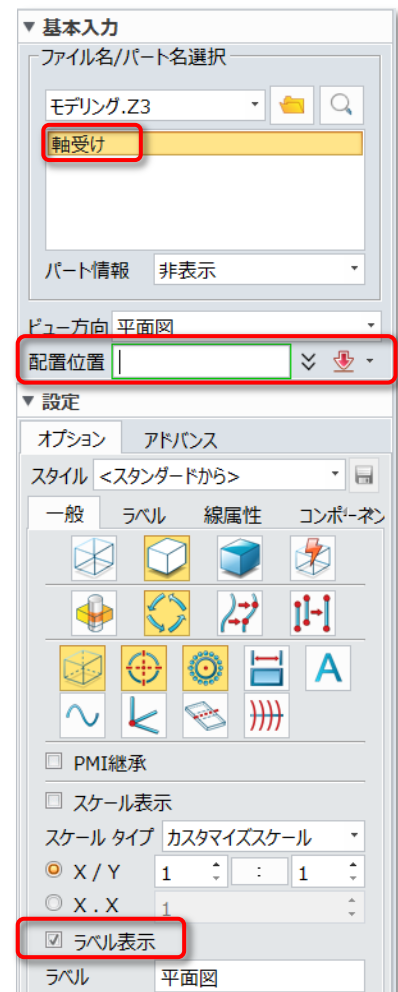 ▼ 基本入力
ファイル名/パート名選択
モデリング.Z3
軸受け
パート情報 非表示
ビュー方向 平面図
配置位置
▼ 設定
オプション アドバンス
スタイル <スタンダードから>
一般 ラベル 線属性 コンポーネン
A
PMI継承
スケール表示
スケール タイプ カスタマイズスケール
X / Y 1 : 1
X . X 1
ラベル表示
ラベル 平面図